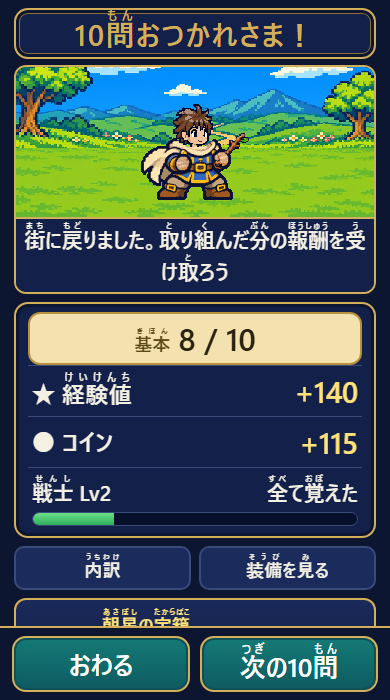 10問おつかれさま！
街に戻りました。取り組んだ分の報酬を受
け取ろう
基本 8 / 10
★ 経験値 +140
● コイン +115
戦士 Lv2 全て覚えた
内訳 装備を見る
朝星の宝箱
おわる 次の10問